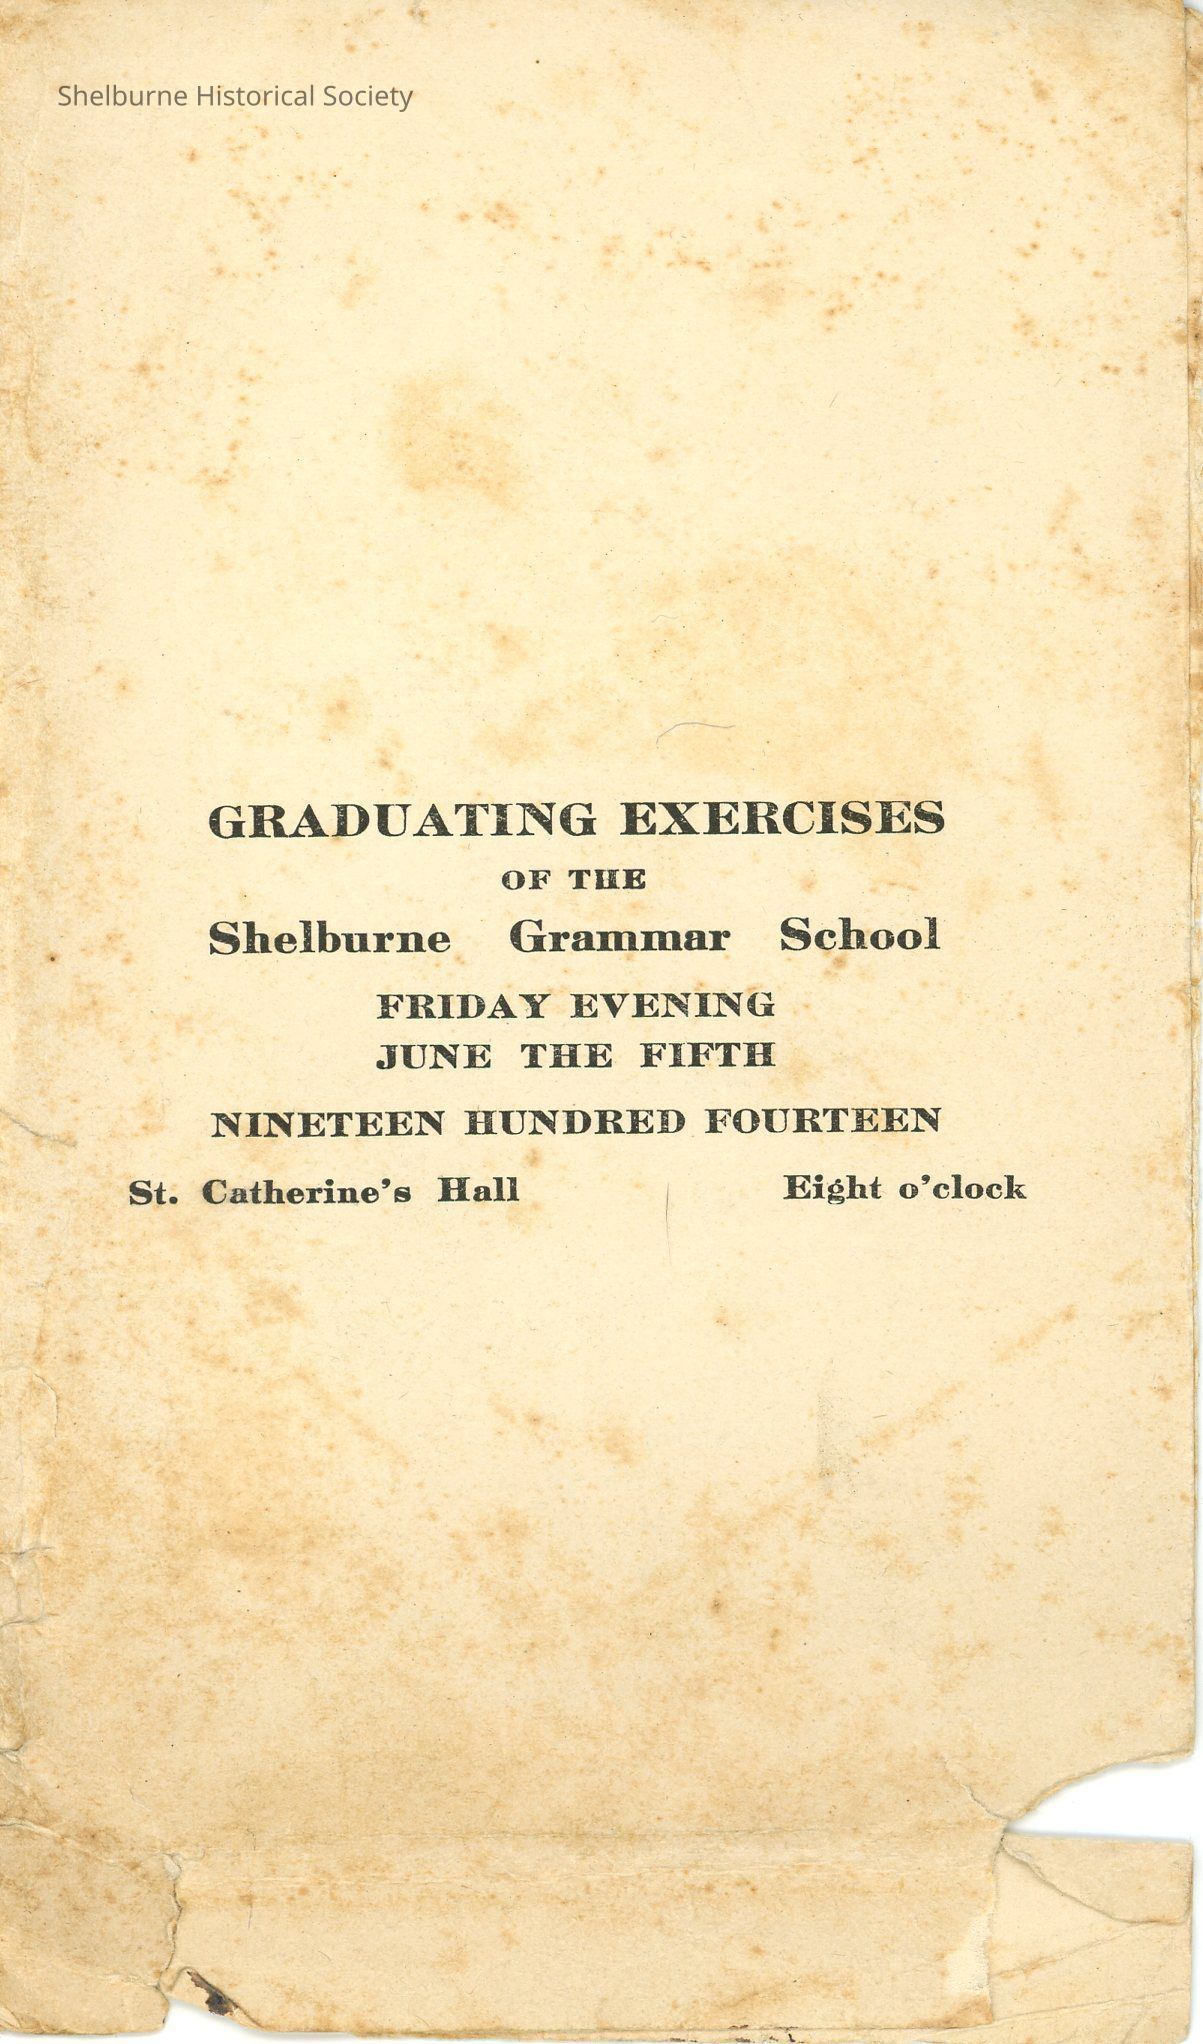 Shelburne Historical Society
GRADUATING EXERCISES
OF THE
Shelburne Grammar School
FRIDAY EVENING
JUNE THE FIFTH
NINETEEN HUNDRED FOURTEEN
St. Catherine's Hall Eight o'clock